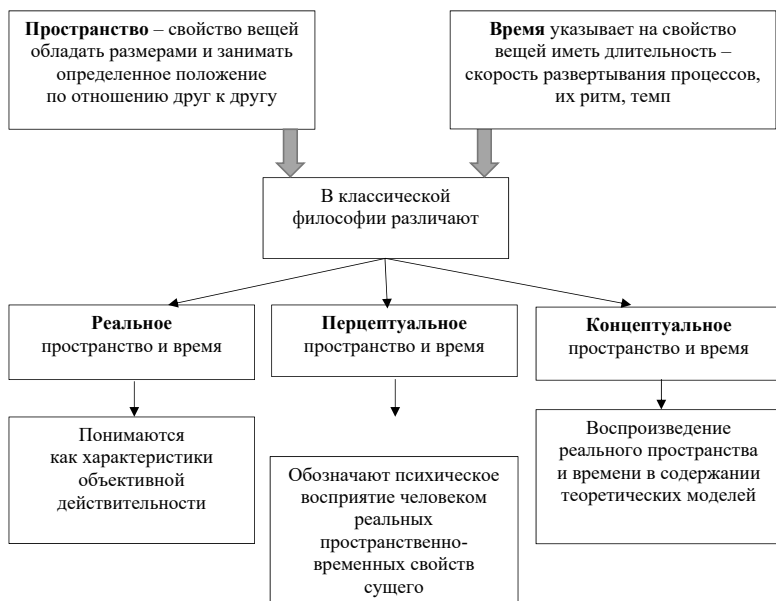 Пространство – свойство вещей
обладать размерами и занимать
определенное положение
по отношению друг к другу
Время указывает на свойство
вещей иметь длительность –
скорость развертывания процессов,
их ритм, темп
В классической
философии различают
Реальное
пространство и время
Перцептуальное
пространство и время
Концептуальное
пространство и время
Понимаются
как характеристики
объективной
действительности
Обозначают психическое
восприятие человеком
реальных
пространственно-
временных свойств
сущего
Воспроизведение
реального пространства
и времени в содержании
теоретических моделей